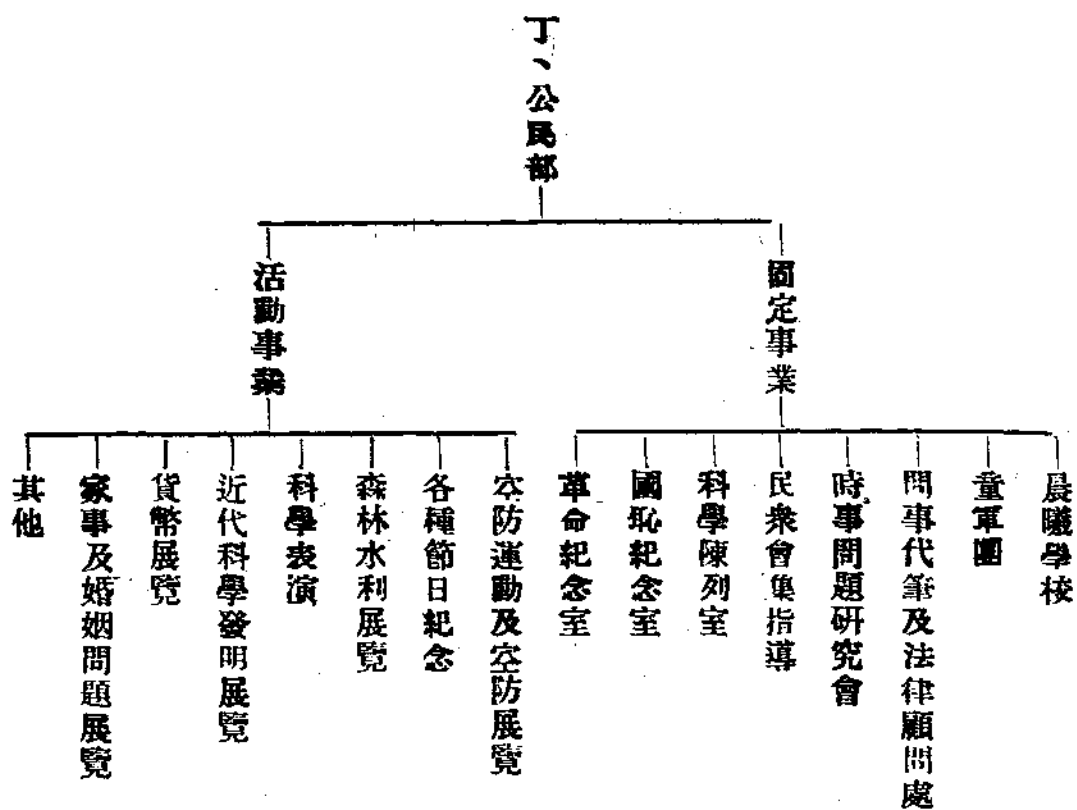 丁、公民部
固定事業
晨曦學校
童軍團
問事代筆及法律顧問處
時事問題研究會
民衆會集指導
科學陳列室
國恥紀念室
革命紀念室
活動事業
空防運動及空防展覽
各種節日紀念
森林水利展覽
科學表演
近代科學發明展覽
貨幣展覽
家事及婚姻問題展覽
其他